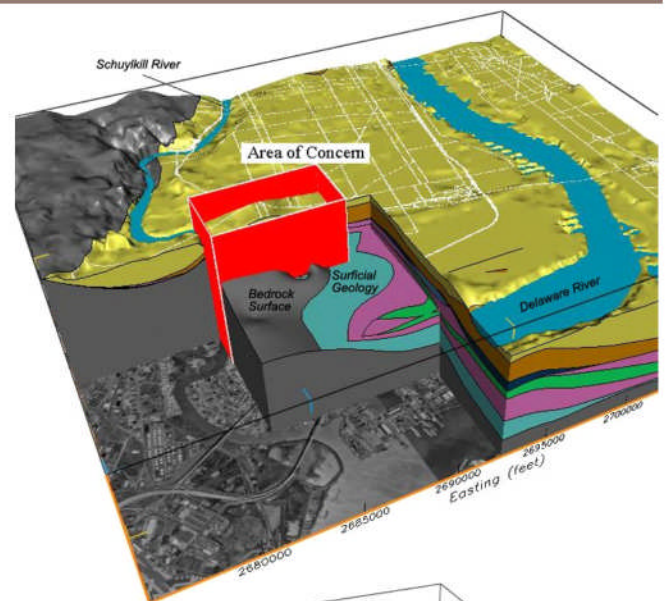 Schuylkill River
Area of Concern
Bedrock
Surface
Surficial
Geology
Delaware River
2680000
2685000
2690000
2695000
2700000
Easting (feet)